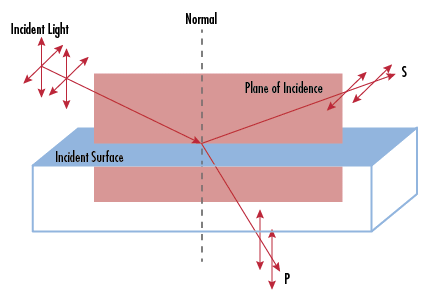 Normal
Incident Light
S
Plane of Incidence
Incident Surface
P